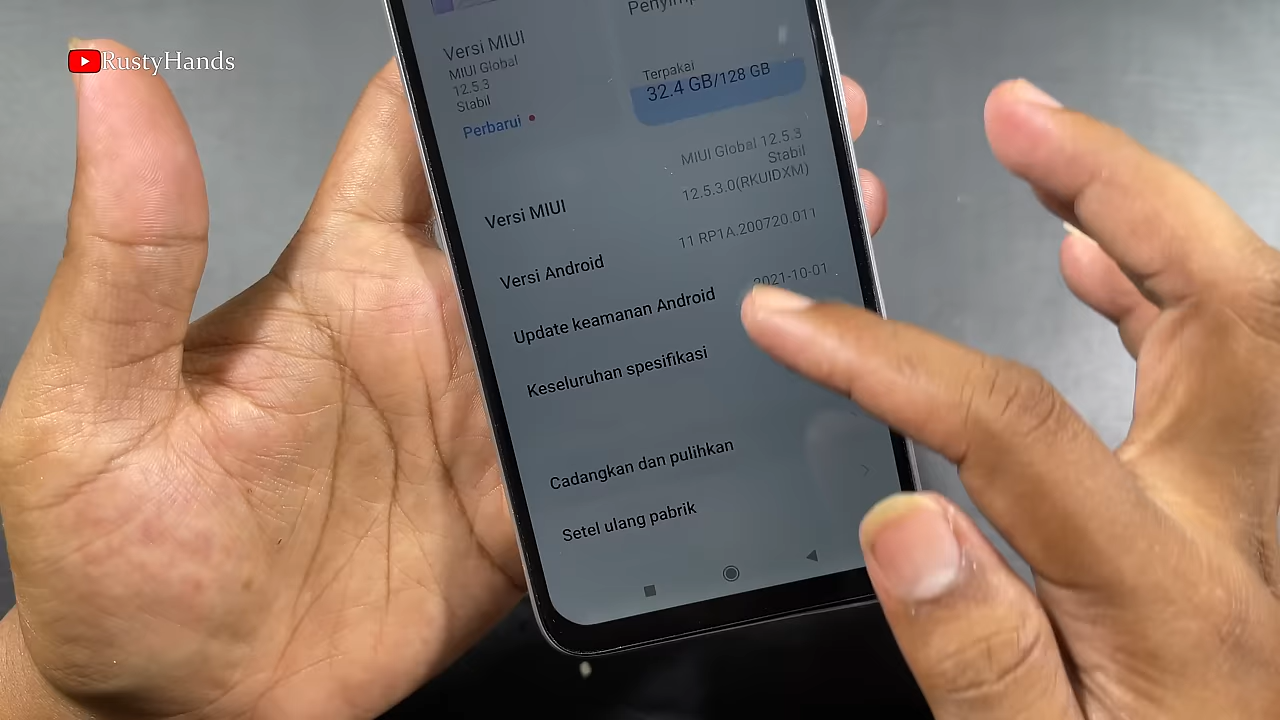 RustyHands
Versi MIUI
MIUI Global
12.5.3
Stabil
Perbarui
Terpakai
32.4 GB/128 GB
Versi MIUI
MIUI Global 12.5.3
Stabil
12.5.3.0(RKUIDXM)
Versi Android
11 RP1A.200720.011
Update keamanan Android
2021-10-01
Keseluruhan spesifikasi
Cadangkan dan pulihkan
Setel ulang pabrik